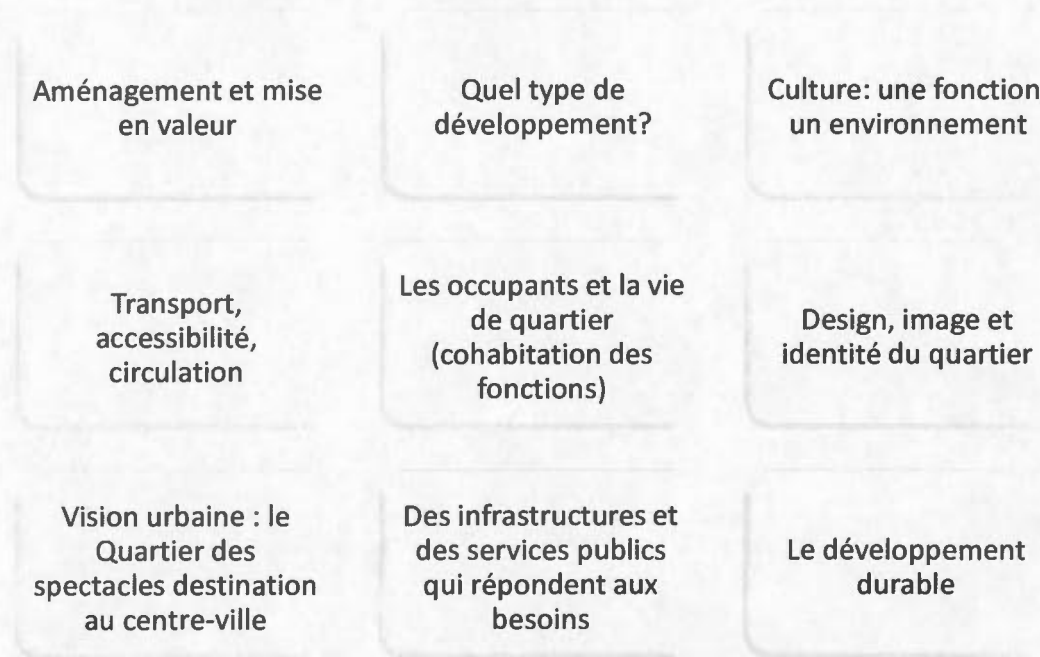 Aménagement et mise
en valeur
Quel type de
développement?
Culture: une fonction
un environnement
Transport,
accessibilité,
circulation
Les occupants et la vie
de quartier
(cohabitation des
fonctions)
Design, image et
identité du quartier
Vision urbaine : le
Quartier des
spectacles destination
au centre-ville
Des infrastructures et
des services publics
qui répondent aux
besoins
Le développement
durable